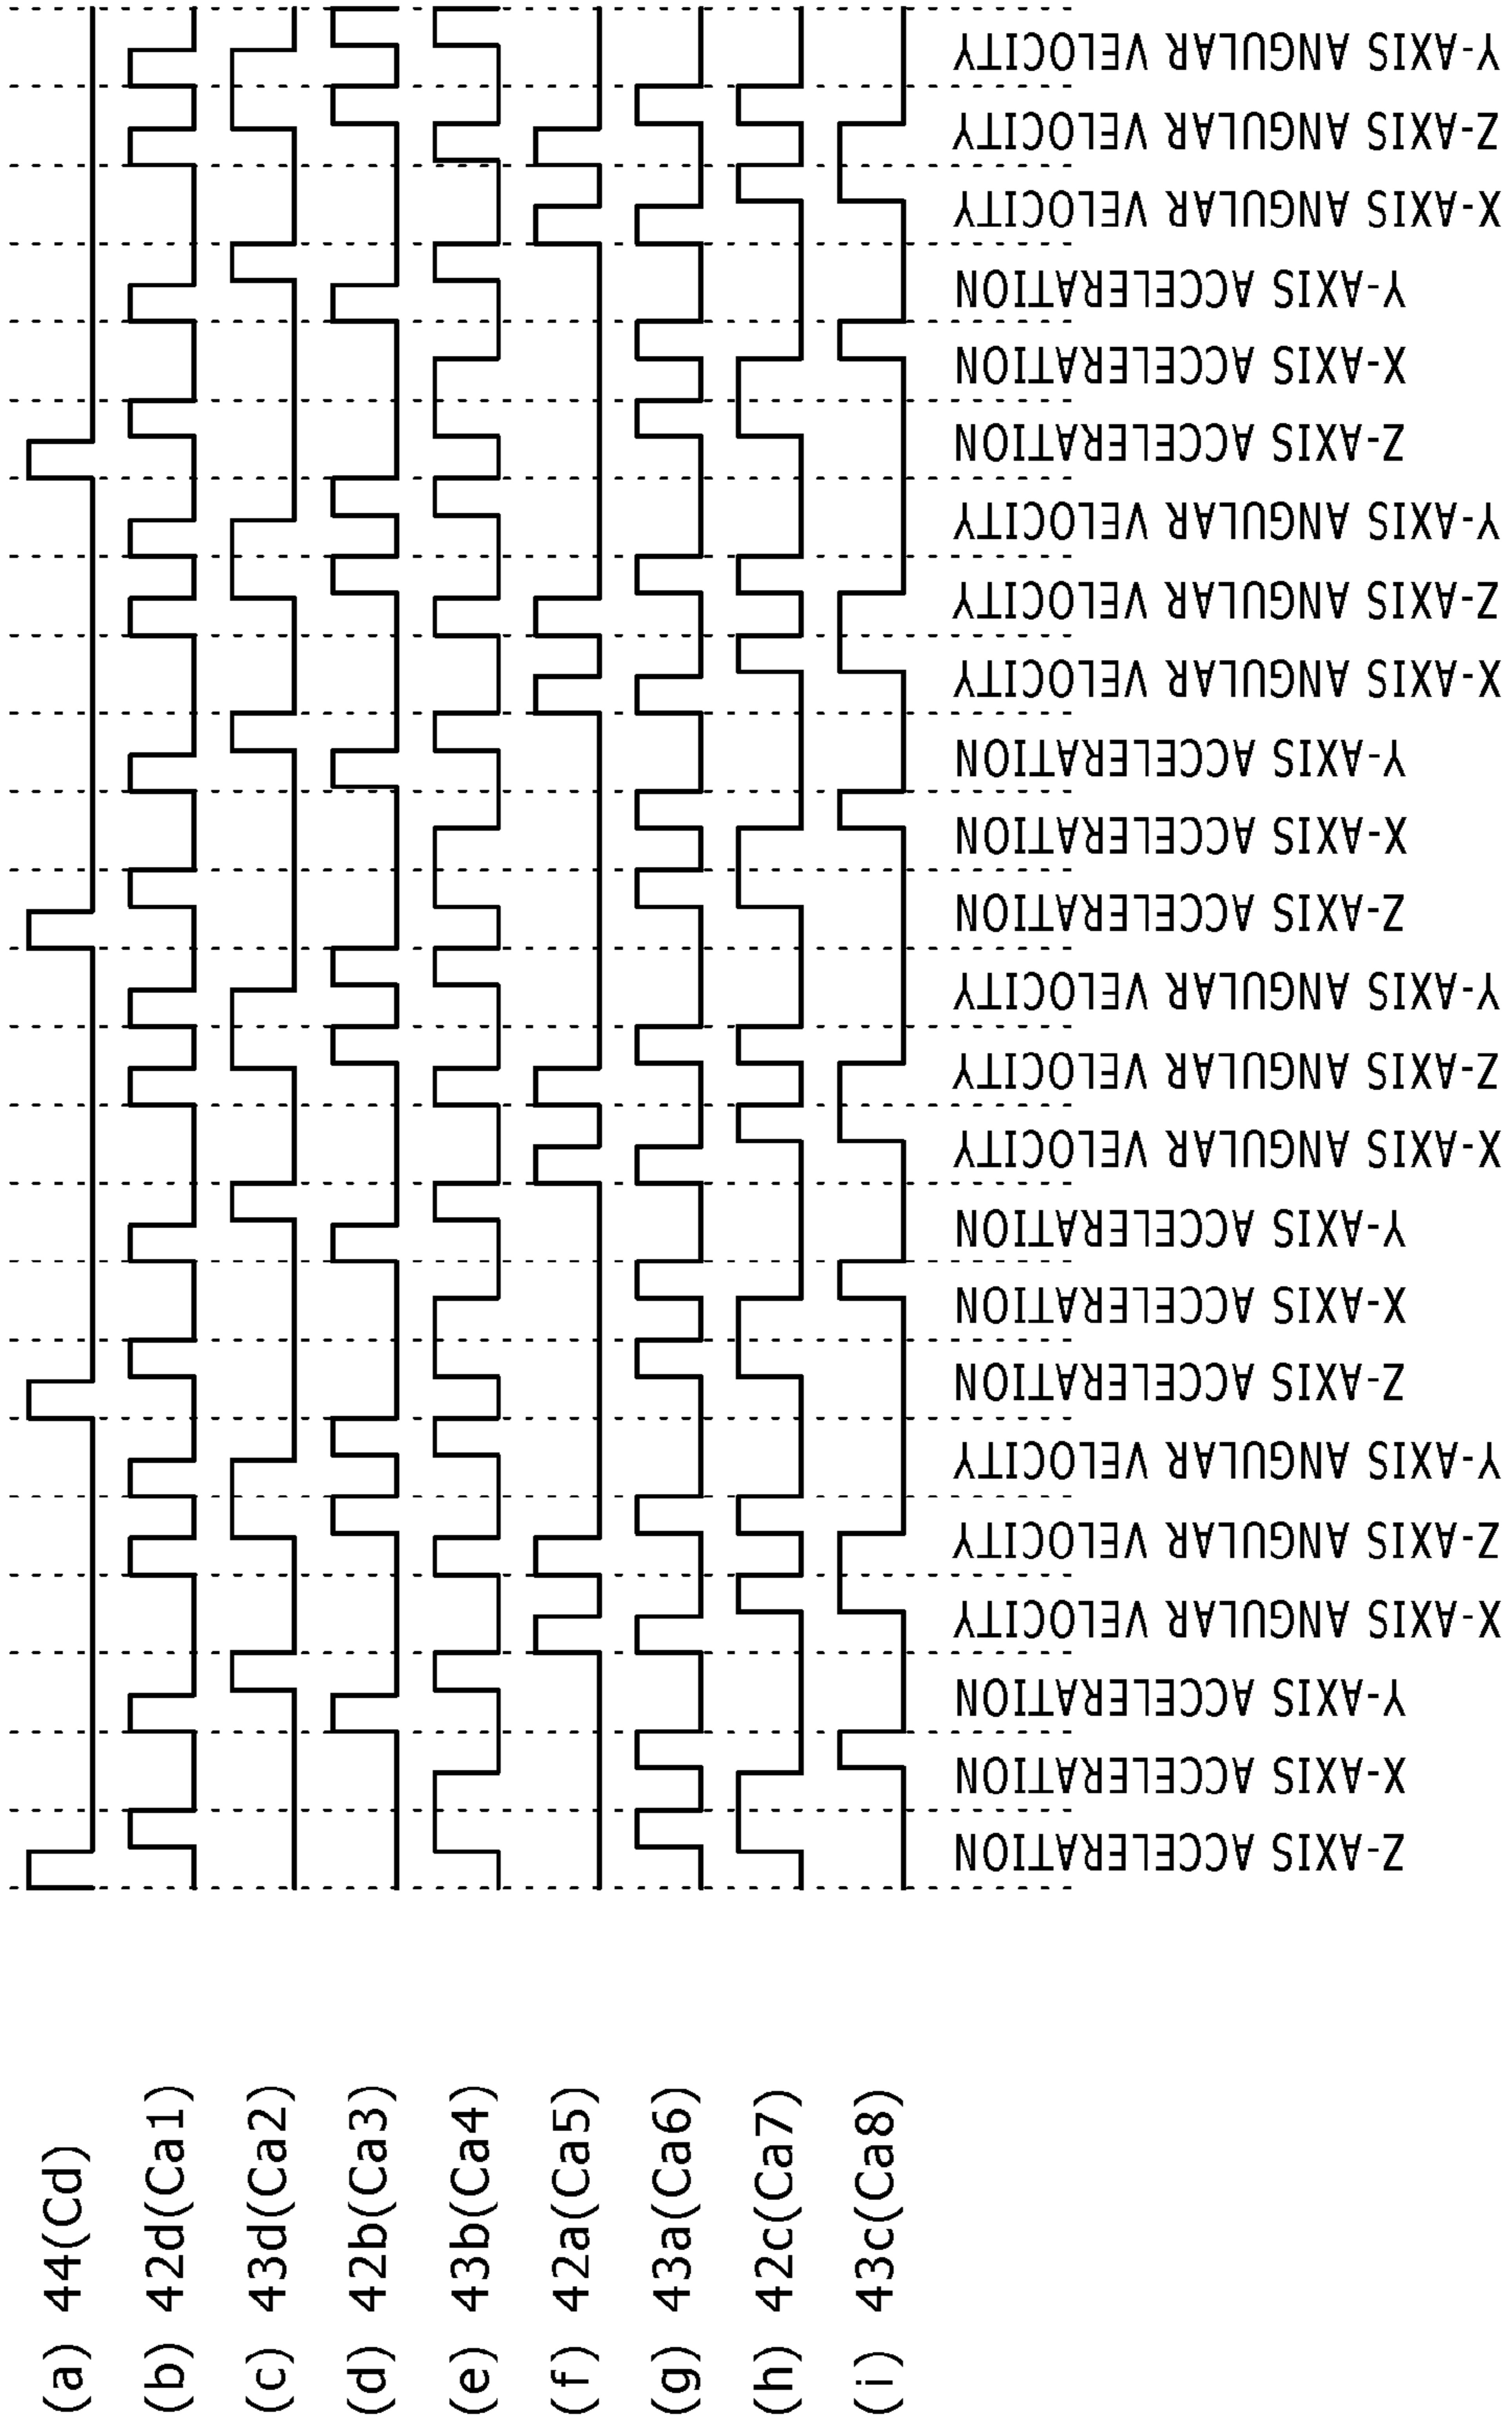 (a) 44(Cd)
(b) 42d(Ca1)
(c) 43d(Ca2)
(d) 42b(Ca3)
(e) 43b(Ca4)
(f) 42a(Ca5)
(g) 43a(Ca6)
(h) 42c(Ca7)
(i) 43c(Ca8)
Z-AXIS ACCELERATION
X-AXIS ACCELERATION
Y-AXIS ACCELERATION
X-AXIS ANGULAR VELOCITY
Z-AXIS ANGULAR VELOCITY
Y-AXIS ANGULAR VELOCITY
Z-AXIS ACCELERATION
X-AXIS ACCELERATION
Y-AXIS ACCELERATION
X-AXIS ANGULAR VELOCITY
Z-AXIS ANGULAR VELOCITY
Y-AXIS ANGULAR VELOCITY
Z-AXIS ACCELERATION
X-AXIS ACCELERATION
Y-AXIS ACCELERATION
X-AXIS ANGULAR VELOCITY
Z-AXIS ANGULAR VELOCITY
Y-AXIS ANGULAR VELOCITY
Z-AXIS ACCELERATION
X-AXIS ACCELERATION
Y-AXIS ACCELERATION
X-AXIS ANGULAR VELOCITY
Z-AXIS ANGULAR VELOCITY
Y-AXIS ANGULAR VELOCITY